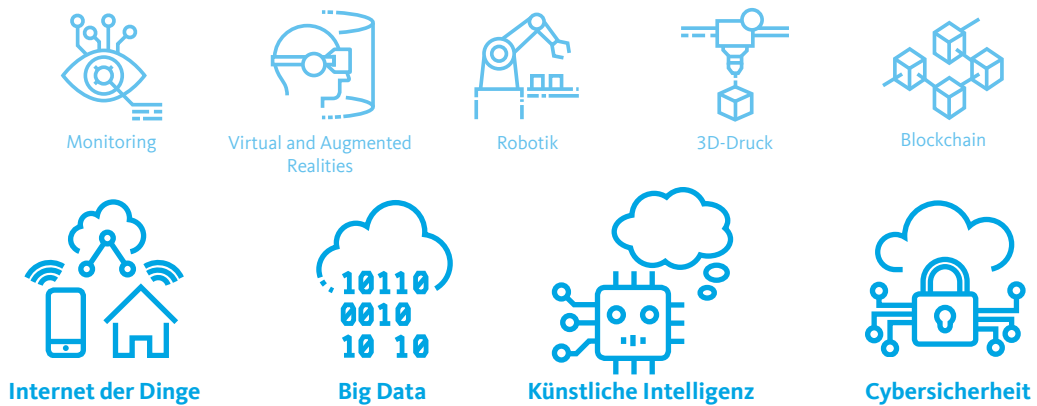 Monitoring
Virtual and Augmented
Realities
Robotik
3D-Druck
Blockchain
10110
0010
10 10
Internet der Dinge
Big Data
Künstliche Intelligenz
Cybersicherheit